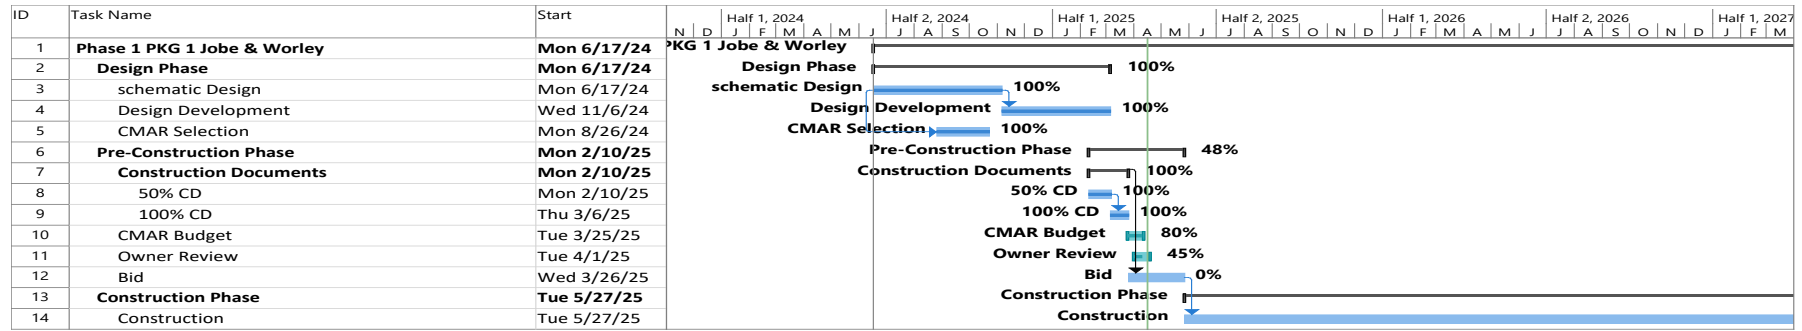 ID Task Name Start Half 1, 2024 Half 2, 2024 Half 1, 2025 Half 2, 2025 Half 1, 2026 Half 2, 2026 Half 1, 2027
N D J F M A M J J A S O N D J F M A M J J A S O N D J F M A M J J A S O N D J F M
1 Phase 1 PKG 1 Jobe & Worley Mon 6/17/24 PKG 1 Jobe & Worley
2 Design Phase Mon 6/17/24 Design Phase 100%
3 schematic Design Mon 6/17/24 schematic Design 100%
4 Design Development Wed 11/6/24 Design Development 100%
5 CMAR Selection Mon 8/26/24 CMAR Selection 100%
6 Pre-Construction Phase Mon 2/10/25 Pre-Construction Phase 48%
7 Construction Documents Mon 2/10/25 Construction Documents 100%
8 50% CD Mon 2/10/25 50% CD 100%
9 100% CD Thu 3/6/25 100% CD 100%
10 CMAR Budget Tue 3/25/25 CMAR Budget 80%
11 Owner Review Tue 4/1/25 Owner Review 45%
12 Bid Wed 3/26/25 Bid 0%
13 Construction Phase Tue 5/27/25 Construction Phase
14 Construction Tue 5/27/25 Construction